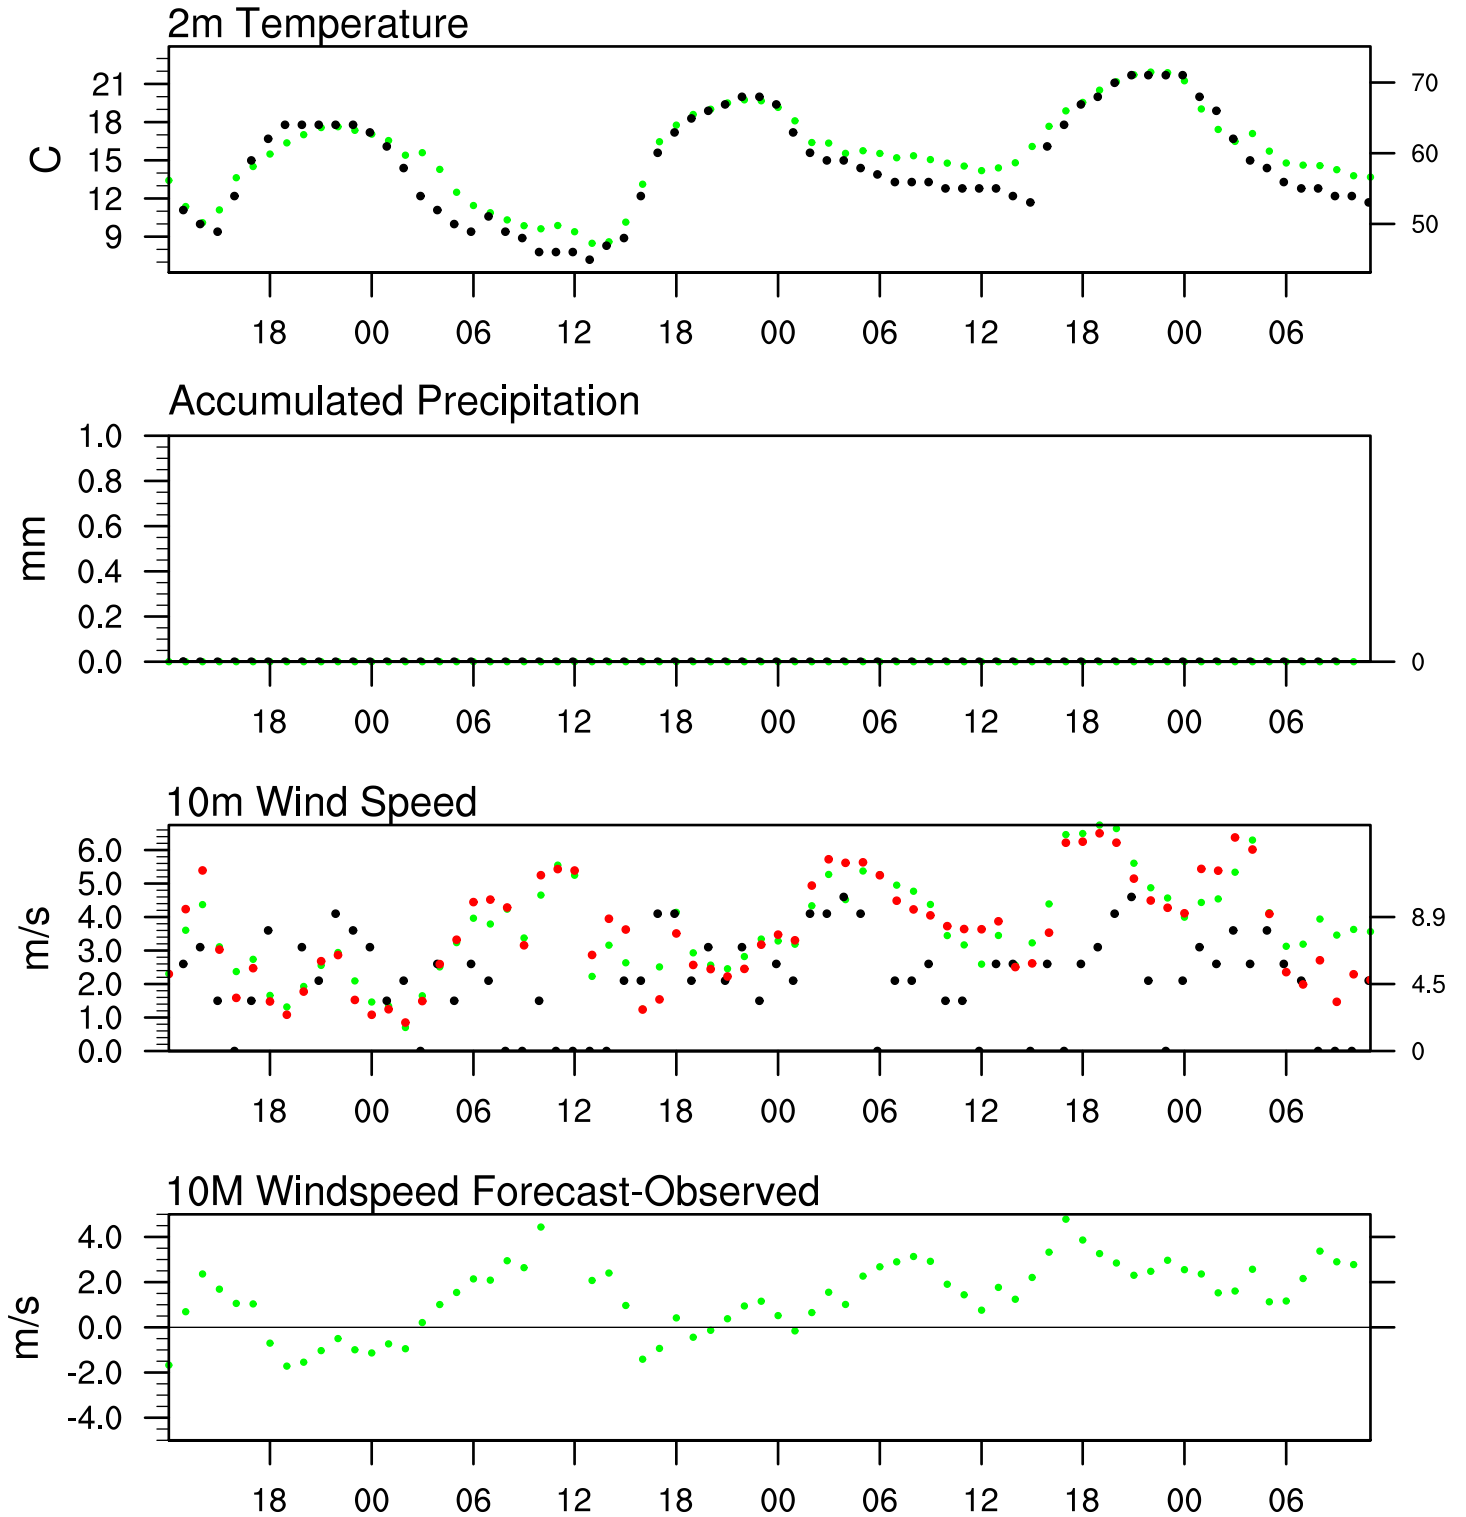 2m Temperature
21 70
18
15 60
12
9 50
C
18 00 06 12 18 00 06 12 18 00 06
Accumulated Precipitation
1.0
0.8
0.6
0.4
0.2
0.0 0
mm
18 00 06 12 18 00 06 12 18 00 06
10m Wind Speed
6.0
5.0
4.0 8.9
3.0
2.0 4.5
1.0
0.0 0
m/s
18 00 06 12 18 00 06 12 18 00 06
10M Windspeed Forecast-Observed
4.0
2.0
0.0
-2.0
-4.0
m/s
18 00 06 12 18 00 06 12 18 00 06